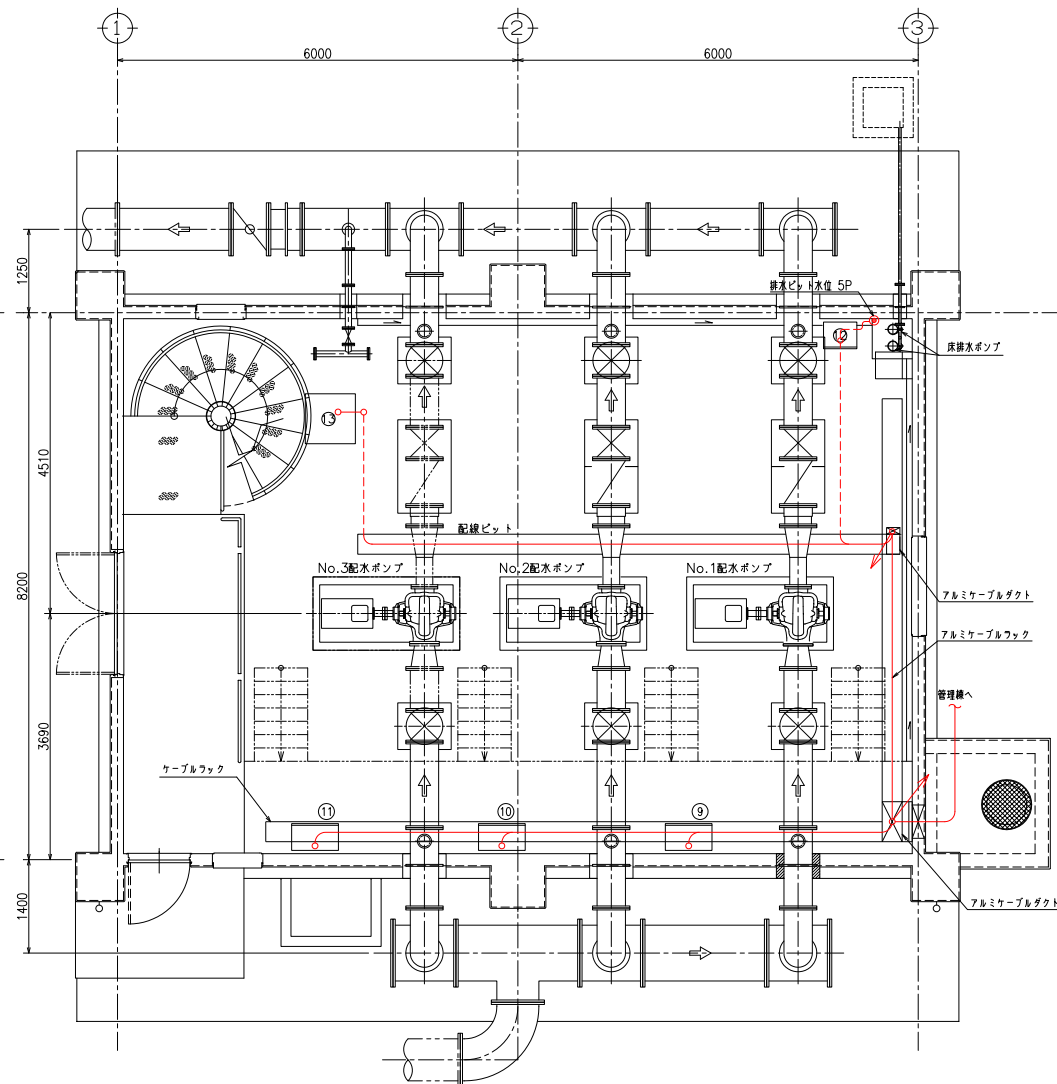 1
2
3
6000
6000
1250
排水ピット水位 5P
12
床排水ポンプ
13
4510
配線ピット
No.3配水ポンプ
No.2配水ポンプ
No.1配水ポンプ
アルミケーブルダクト
8200
アルミケーブルラック
管理棟へ
3690
ケーブルラック
⑪
⑩
⑨
1400
アルミケーブルダクト